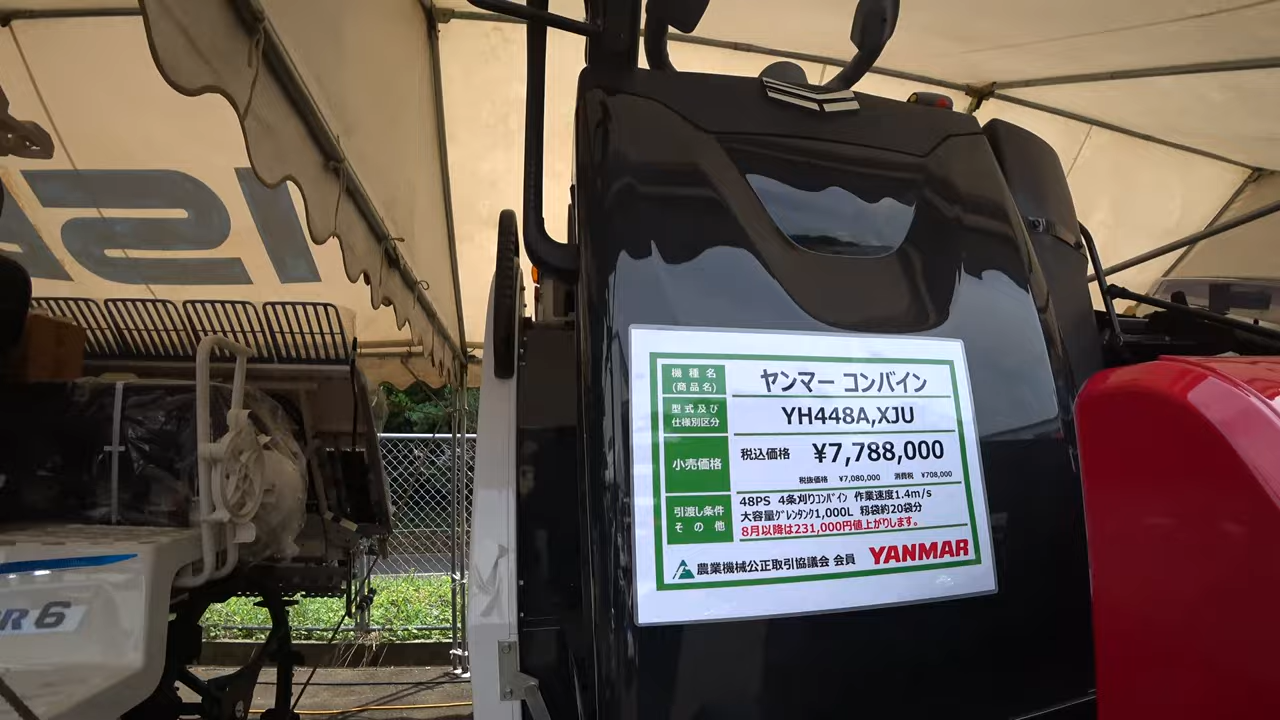 機種名
(商品名)
ヤンマー コンバイン
型式及び
仕様別区分
YH448A,XJU
小売価格
税込価格 ¥7,788,000
税抜価格 ¥7,080,000 消費税 ¥708,000
引渡し条件
その他
48PS 4条刈りコンバイン 作業速度1.4m/s
大容量グレンタンク1,000L 籾袋約20袋分
8月以降は231,000円値上がりします。
農業機械公正取引協議会 会員
YANMAR
R6